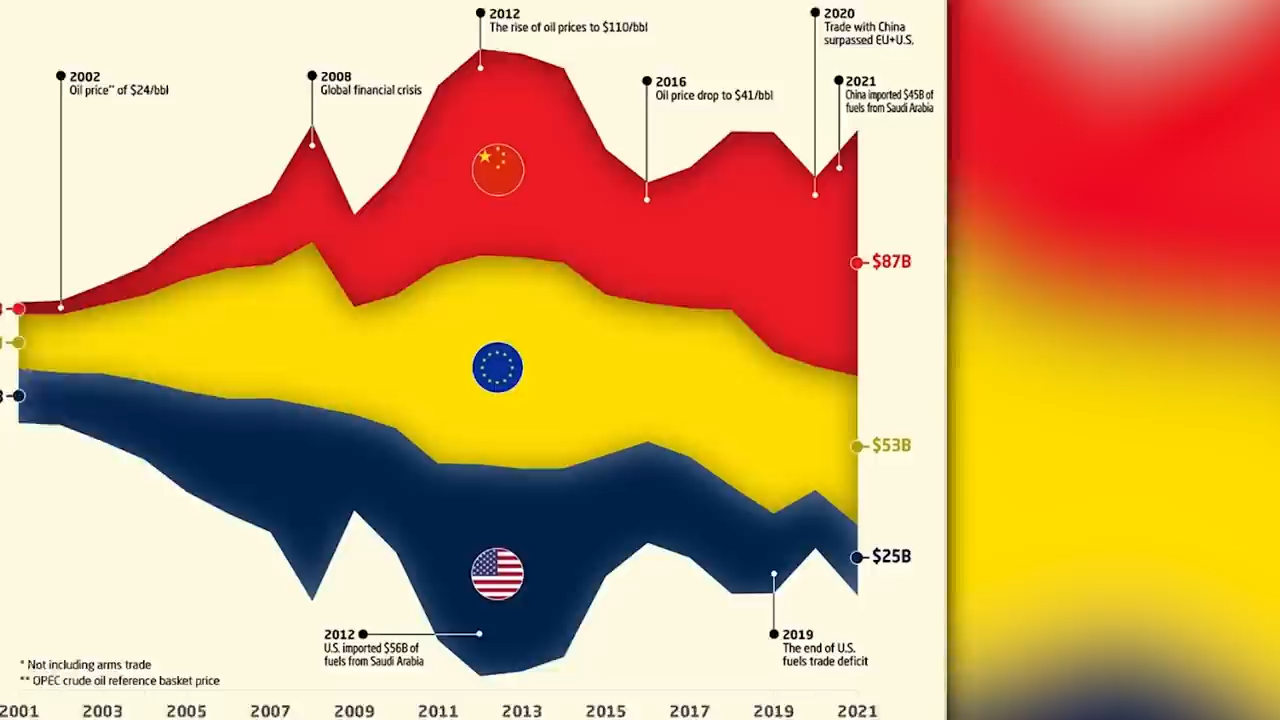 2012
The rise of oil prices to $110/bbl
2020
Trade with China
surpassed EU+U.S.
2002
Oil price** of $24/bbl
2008
Global financial crisis
2016
Oil price drop to $41/bbl
2021
China imported $45B of
fuels from Saudi Arabia
$87B
$53B
$25B
2012
U.S. imported $56B of
fuels from Saudi Arabia
2019
The end of U.S.
fuels trade deficit
* Not including arms trade
** OPEC crude oil reference basket price
2001 2003 2005 2007 2009 2011 2013 2015 2017 2019 2021